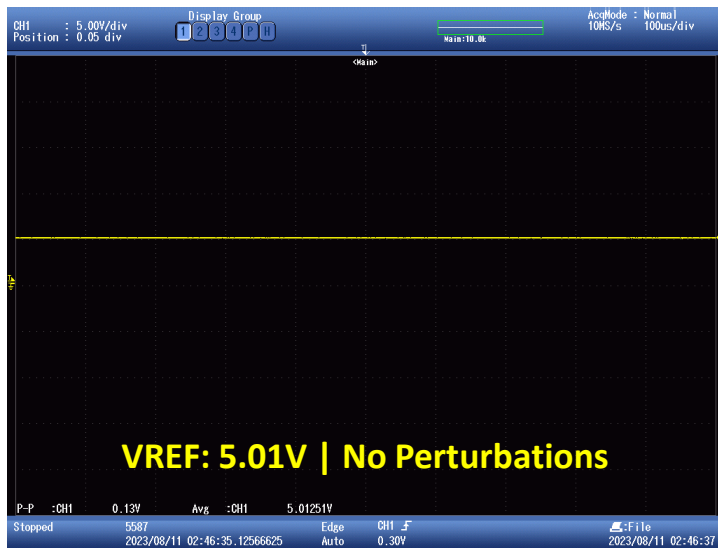 CH1 : 5.00V/div
Position : 0.05 div
Display Group
1 2 3 4 P H
Main:10.0k
AcqMode : Normal
10MS/s 100us/div
<Main>
VREF: 5.01V | No Perturbations
P-P :CH1 0.13V Avg :CH1 5.01251V
Stopped 5587 Edge CH1 :File
2023/08/11 02:46:35.12566625 Auto 0.30V 2023/08/11 02:46:37